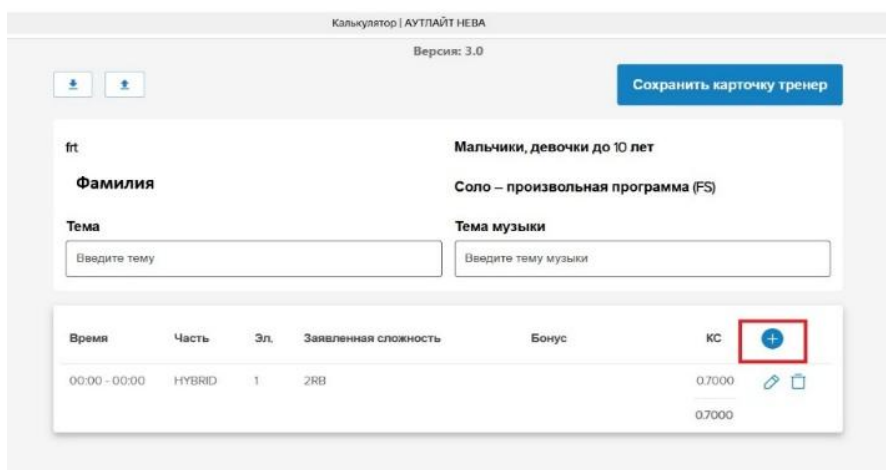 Калькулятор | АУТЛАЙТ НЕВА
Версия: 3.0
Сохранить карточку тренер
frt
Мальчики, девочки до 10 лет
Фамилия
Соло – произвольная программа (FS)
Тема
Тема музыки
Введите тему
Введите тему музыки
Время Часть Эл. Заявленная сложность Бонус КС
00:00 - 00:00 HYBRID 1 2RB 0.7000
0.7000